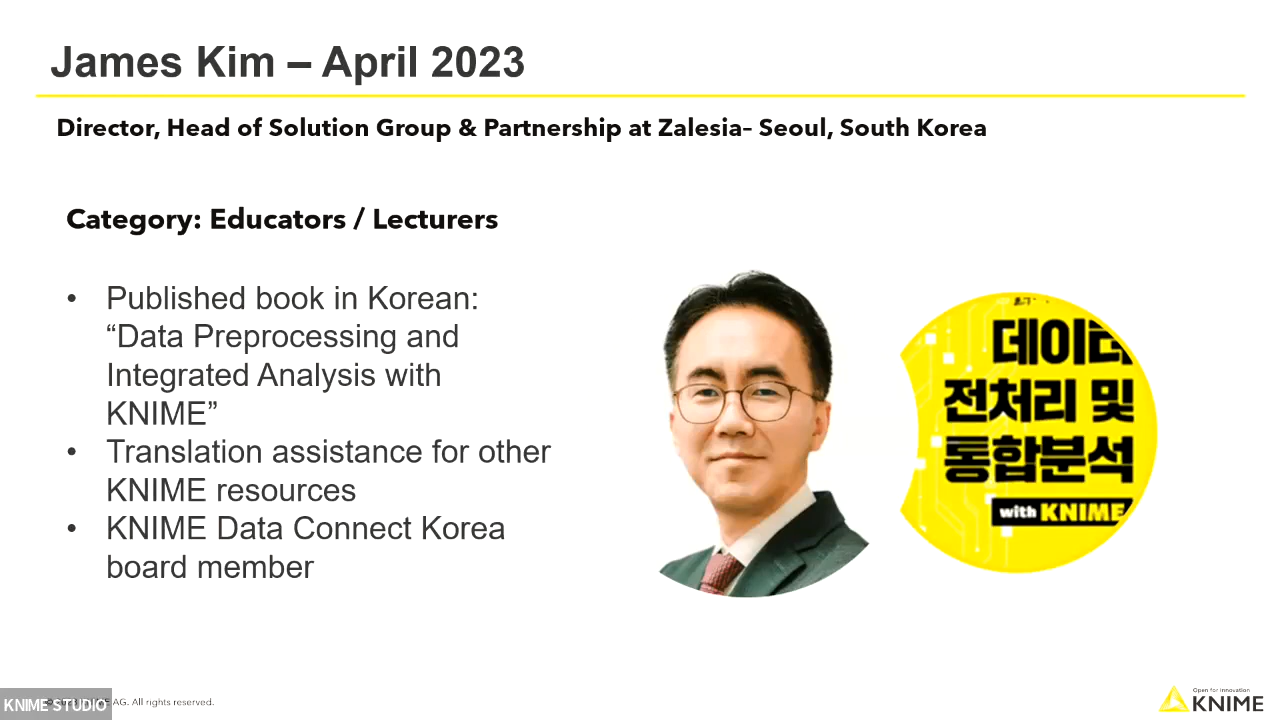 James Kim – April 2023
Director, Head of Solution Group & Partnership at Zalesia– Seoul, South Korea
Category: Educators / Lecturers
• Published book in Korean:
“Data Preprocessing and
Integrated Analysis with
KNIME”
• Translation assistance for other
KNIME resources
• KNIME Data Connect Korea
board member
데이터
전처리 및
통합분석
with KNIME
KNIME STUDIO
AG. All rights reserved.
Open for Innovation
KNIME